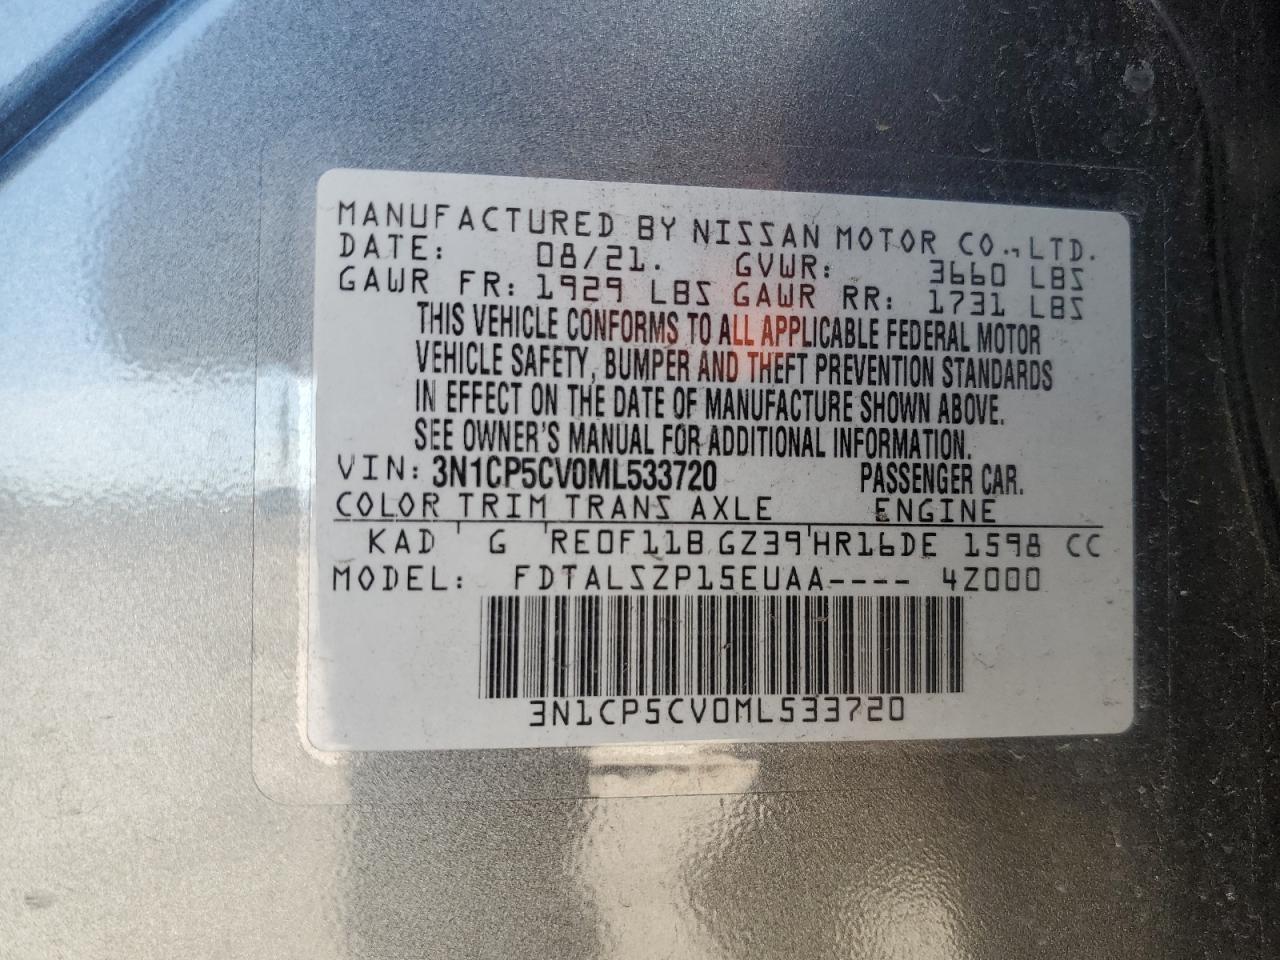 MANUFACTURED BY NISSAN MOTOR CO.,LTD.
DATE: 08/21. GVWR: 3660 LBS
GAWR FR: 1929 LBS GAWR RR: 1731 LBS
THIS VEHICLE CONFORMS TO ALL APPLICABLE FEDERAL MOTOR
VEHICLE SAFETY, BUMPER AND THEFT PREVENTION STANDARDS
IN EFFECT ON THE DATE OF MANUFACTURE SHOWN ABOVE.
SEE OWNER'S MANUAL FOR ADDITIONAL INFORMATION.
VIN: 3N1CP5CV0ML533720 PASSENGER CAR.
COLOR TRIM TRANS AXLE ENGINE
KAD G RE0F11B GZ39 HR16DE 1598 CC
MODEL: FDTALSZP15EUAA---- 4Z000
3N1CP5CV0ML533720